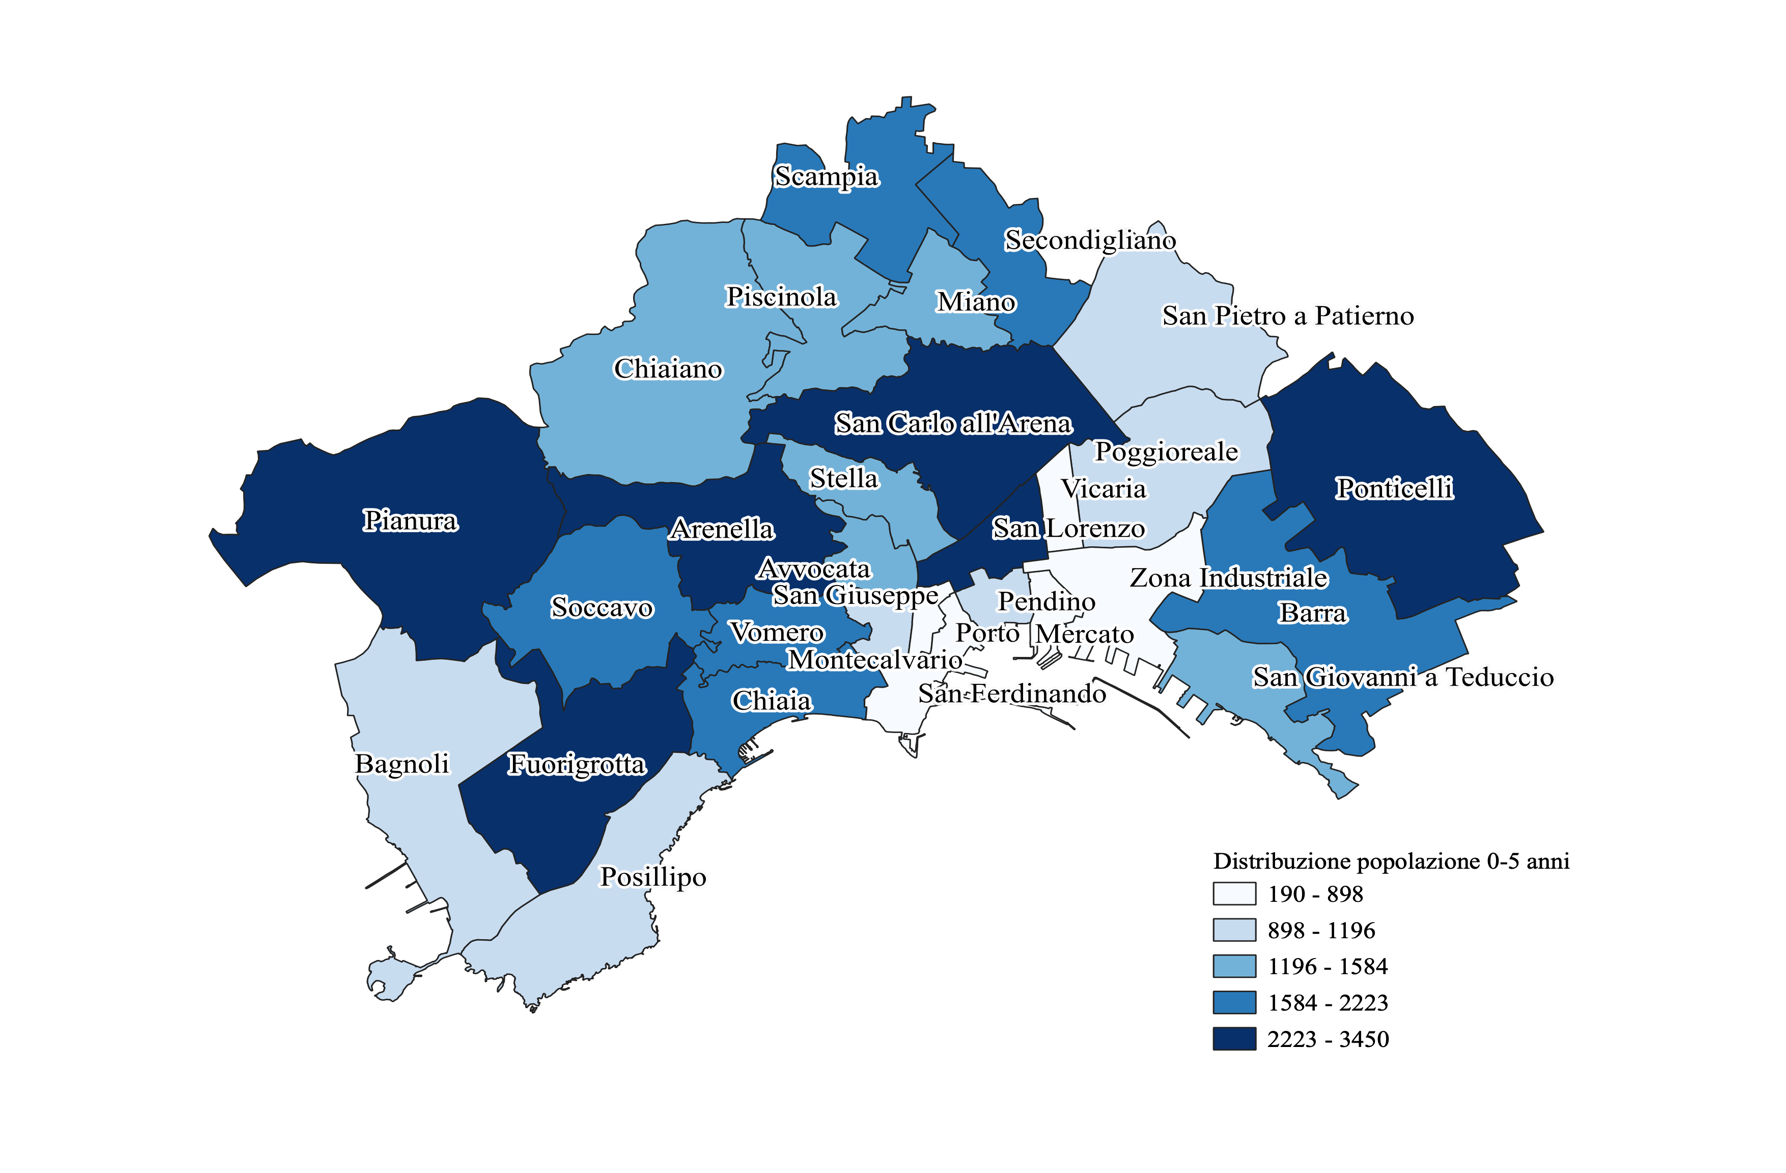 Scampia
Secondigliano
Piscinola
Miano
San Pietro a Patierno
Chiaiano
San Carlo all'Arena
Poggioreale
Stella
Vicaria
Ponticelli
Pianura
Arenella
San Lorenzo
Avvocata
Zona Industriale
San Giuseppe
Pendino
Soccavo
Barra
Vomero
Porto
Mercato
Montecalvario
San Giovanni a Teduccio
Chiaia
San Ferdinando
Bagnoli
Fuorigrotta
Posillipo
Distribuzione popolazione 0-5 anni
190 - 898
898 - 1196
1196 - 1584
1584 - 2223
2223 - 3450